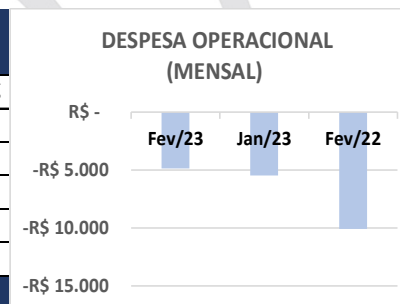 DESPESA OPERACIONAL
(MENSAL)
R$ -
Fev/23 Jan/23 Fev/22
-R$ 5.000
-R$ 10.000
-R$ 15.000